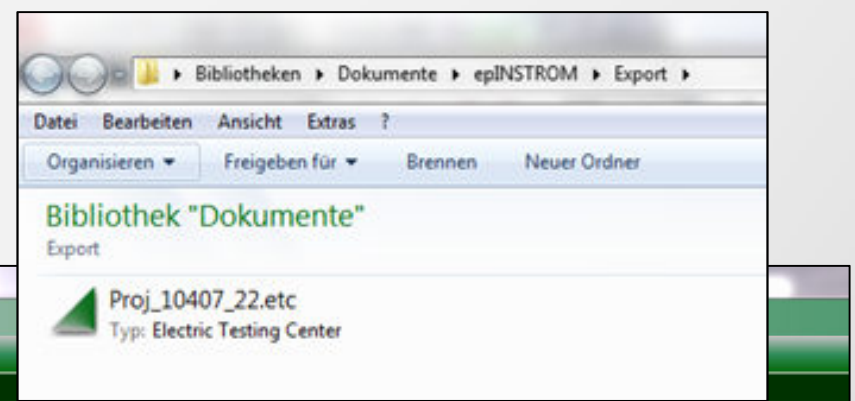 Bibliotheken ▸ Dokumente ▸ epINSTROM ▸ Export ▸
Datei Bearbeiten Ansicht Extras ?
Organisieren ▾ Freigeben für ▾ Brennen Neuer Ordner
Bibliothek "Dokumente"
Export
Proj_10407_22.etc
Typ: Electric Testing Center